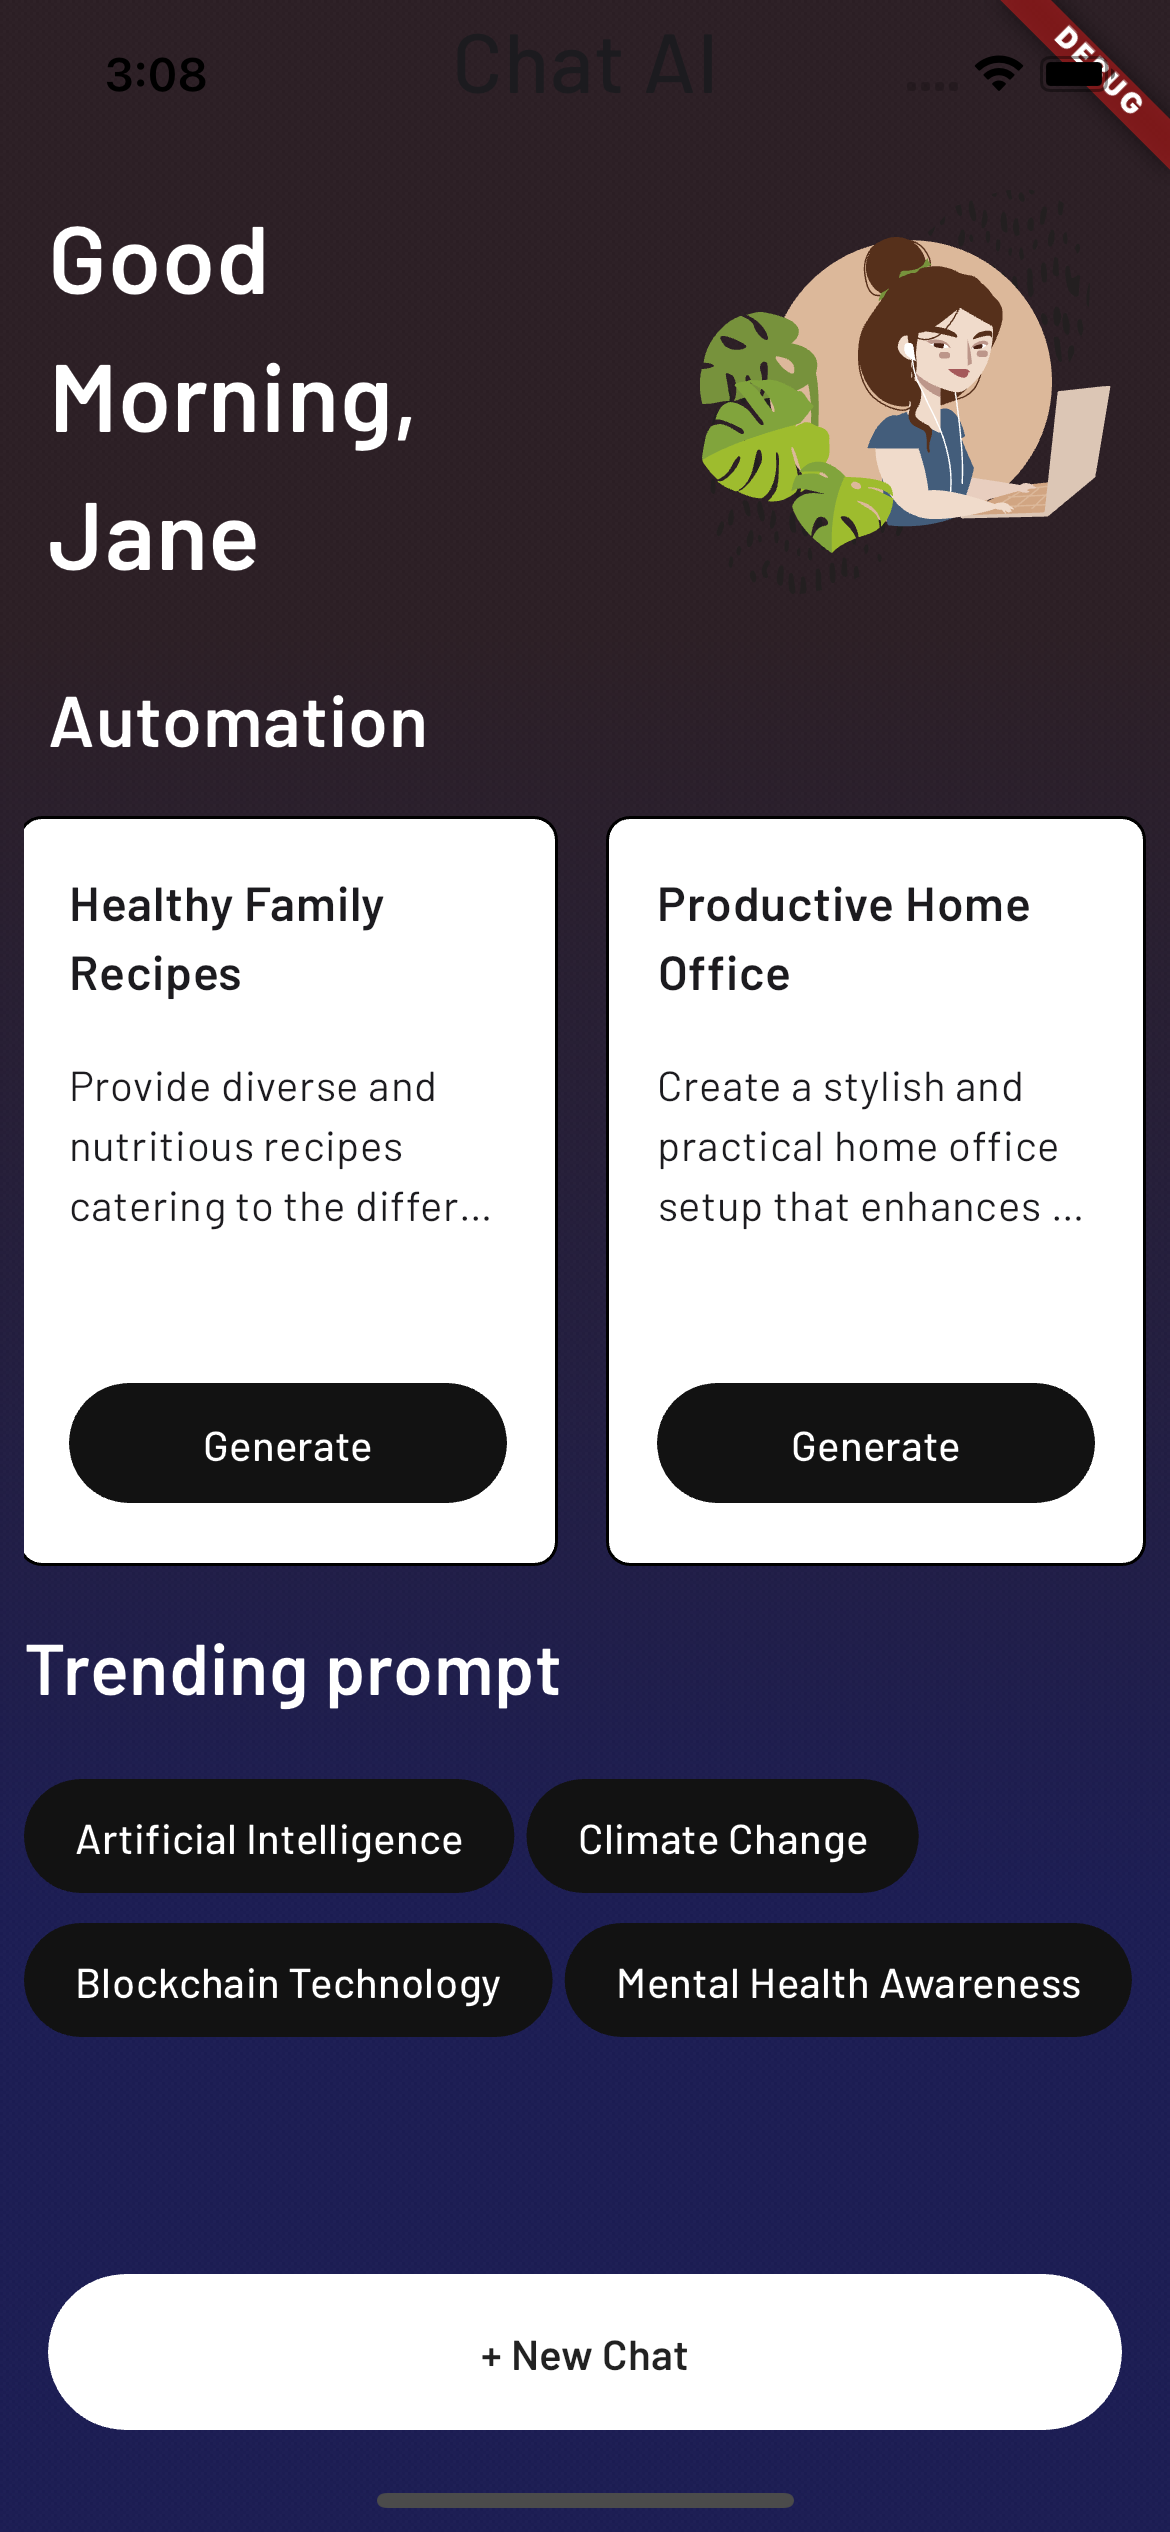 3:08
Chat AI
DEBUG
Good
Morning,
Jane
Automation
Healthy Family
Recipes
Provide diverse and
nutritious recipes
catering to the differ...
Generate
Productive Home
Office
Create a stylish and
practical home office
setup that enhances ...
Generate
Trending prompt
Artificial Intelligence
Climate Change
Blockchain Technology
Mental Health Awareness
+ New Chat